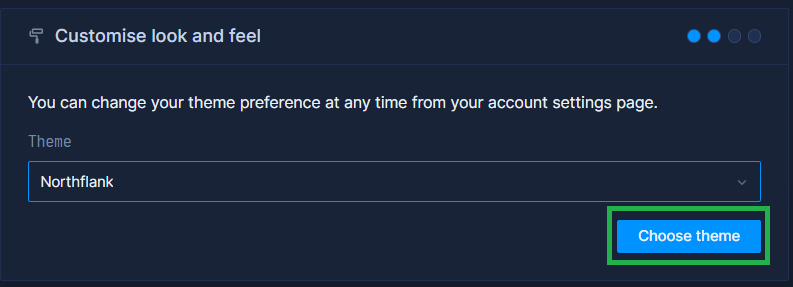 Customise look and feel
You can change your theme preference at any time from your account settings page.
Theme
Northflank
Choose theme